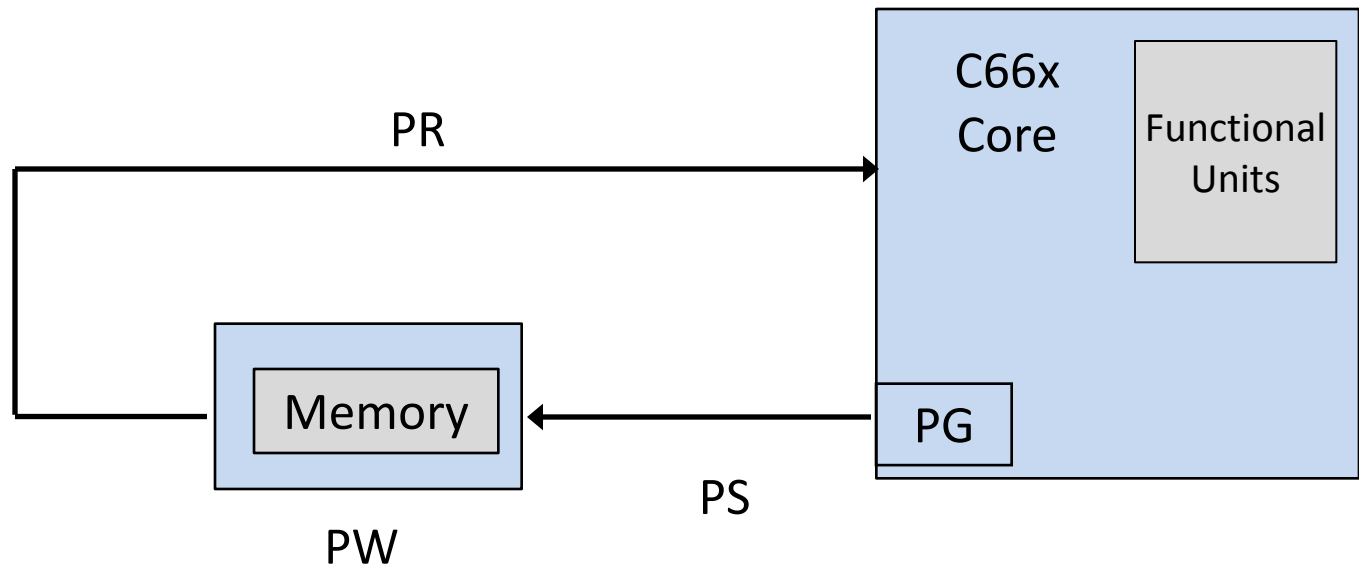 C66x
Core
Functional
Units
PR
Memory
PG
PS
PW